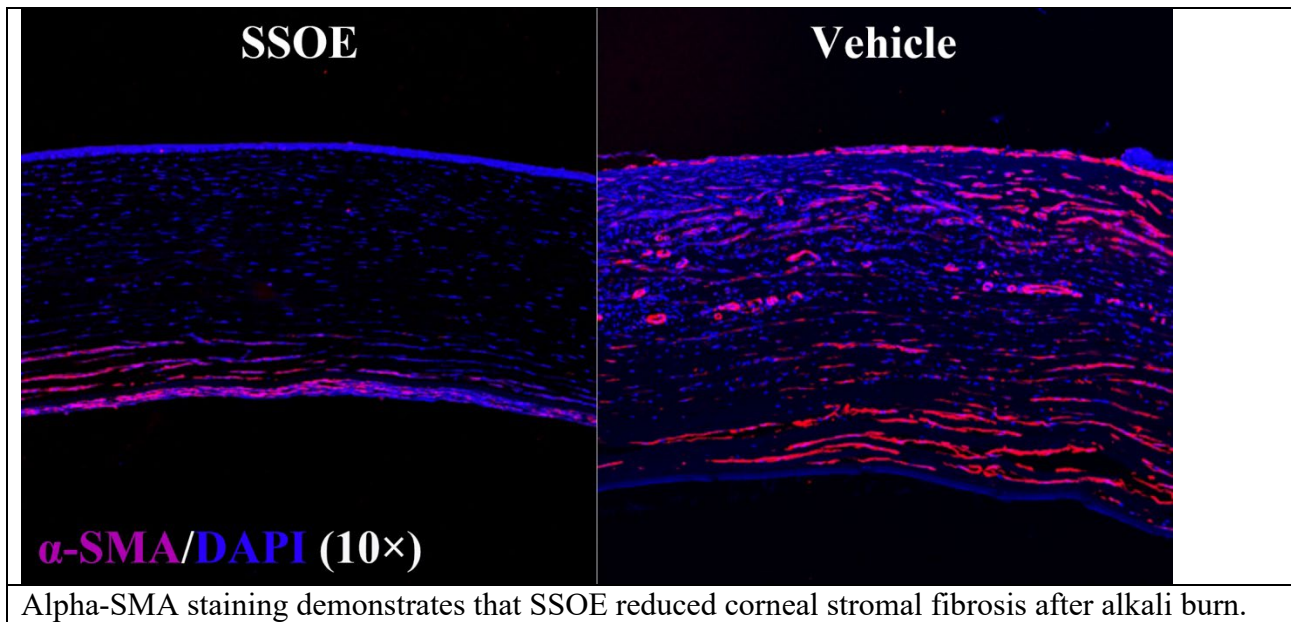 SSOE
Vehicle
α-SMA/DAPI (10×)
Alpha-SMA staining demonstrates that SSOE reduced corneal stromal fibrosis after alkali burn.